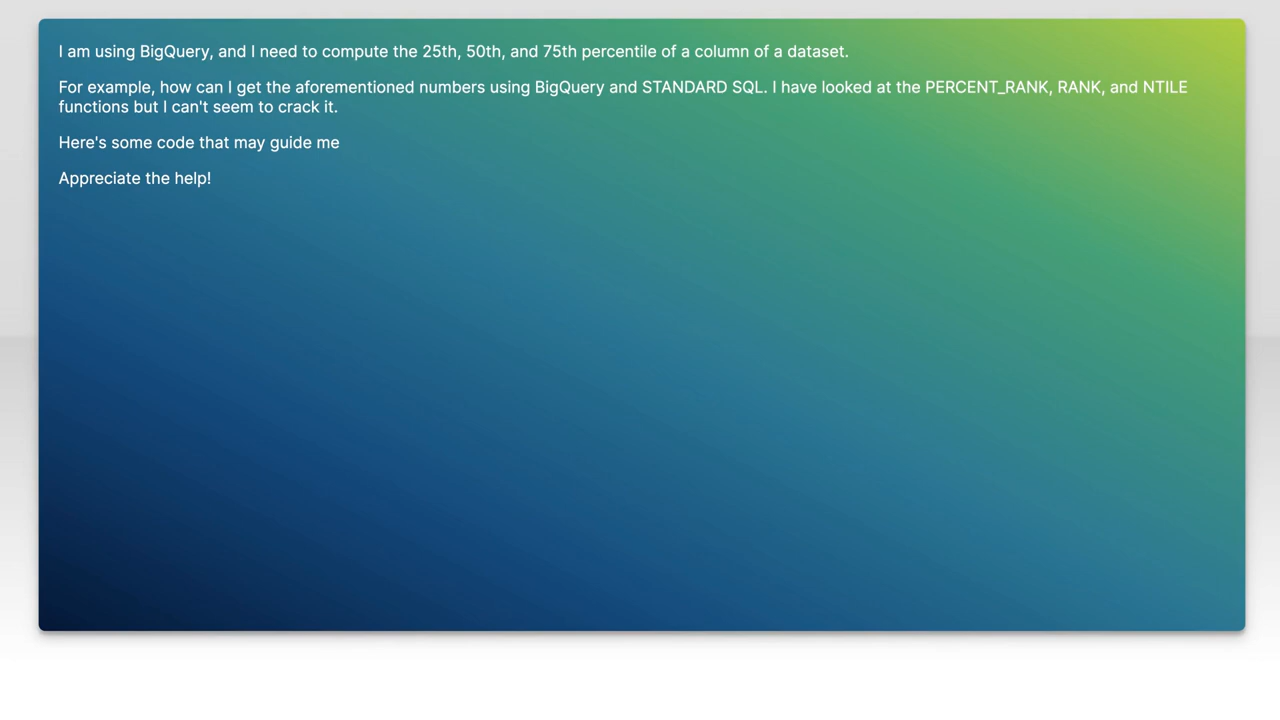 I am using BigQuery, and I need to compute the 25th, 50th, and 75th percentile of a column of a dataset.
For example, how can I get the aforementioned numbers using BigQuery and STANDARD SQL. I have looked at the PERCENT_RANK, RANK, and NTILE
functions but I can't seem to crack it.
Here's some code that may guide me
Appreciate the help!